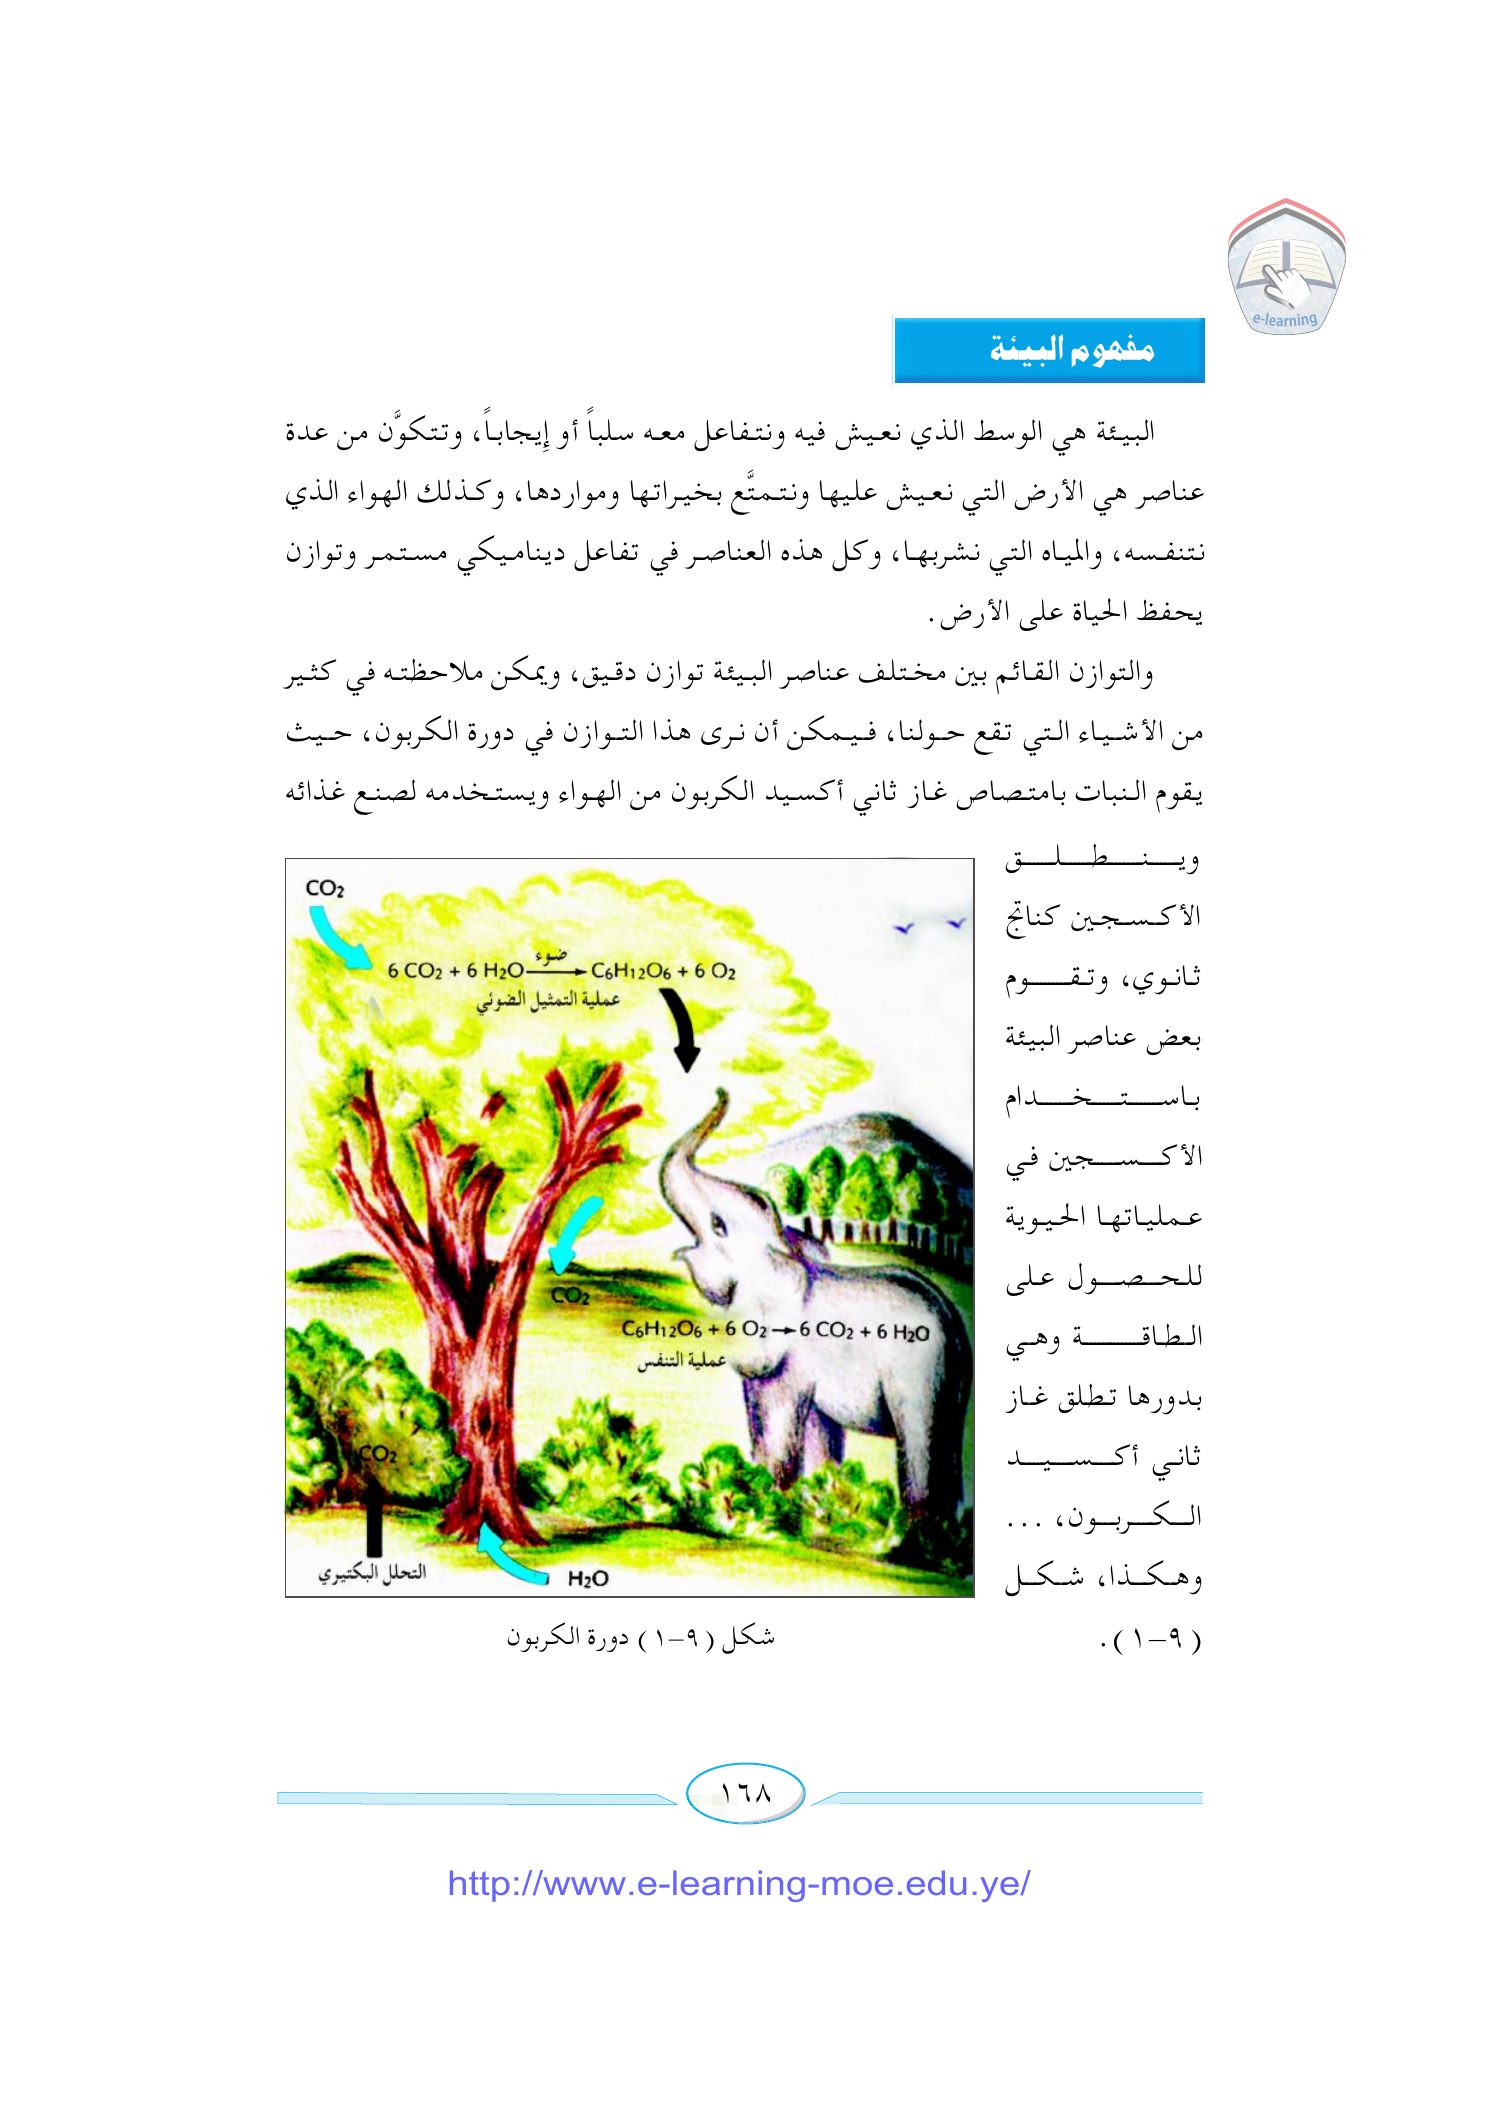 e-learning
مفهوم البيئة
البيئة هي الوسط الذي نعيش فيه ونتفاعل معه سلباً أو إيجاباً، وتتكوَّن من عدة
عناصر هي الأرض التي نعيش عليها ونتمتَّع بخيراتها ومواردها، وكذلك الهواء الذي
نتنفسه، والمياه التي نشربها، وكل هذه العناصر في تفاعل ديناميكي مستمر وتوازن
يحفظ الحياة على الأرض.
والتوازن القائم بين مختلف عناصر البيئة توازن دقيق، ويمكن ملاحظته في كثير
من الأشياء التي تقع حولنا، فيمكن أن نرى هذا التوازن في دورة الكربون، حيث
يقوم النبات بامتصاص غاز ثاني أكسيد الكربون من الهواء ويستخدمه لصنع غذائه
وينطلق
الأكسجين كناتج
ثانوي، وتقوم
بعض عناصر البيئة
باستخدام
الأكسجين في
عملياتها الحيوية
للحصول على
الطاقة وهي
بدورها تطلق غاز
ثاني أكسيد
الكربون، ...
وهكذا، شكل
(٩-١).
CO2
ضوء
6 CO2 + 6 H2O → C6H12O6 + 6 O2
عملية التمثيل الضوئي
CO2
C6H12O6 + 6 O2 → 6 CO2 + 6 H2O
عملية التنفس
CO2
التحلل البكتيري
H2O
شكل (٩-١) دورة الكربون
١٦٨
http://www.e-learning-moe.edu.ye/